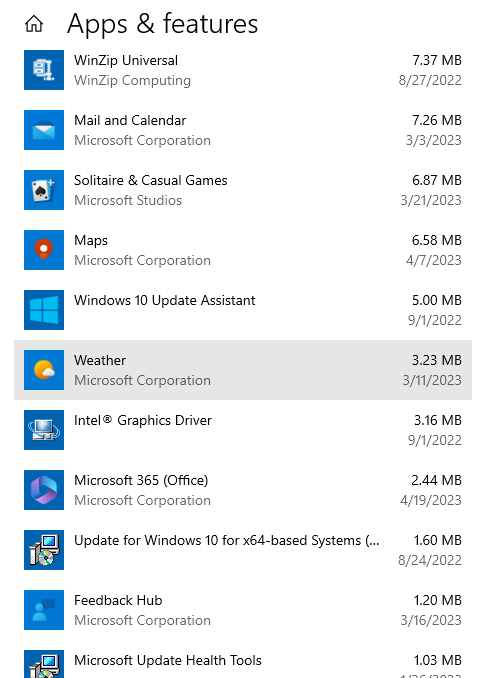 Apps & features
WinZip Universal 7.37 MB
WinZip Computing 8/27/2022
Mail and Calendar 7.26 MB
Microsoft Corporation 3/3/2023
Solitaire & Casual Games 6.87 MB
Microsoft Studios 3/21/2023
Maps 6.58 MB
Microsoft Corporation 4/7/2023
Windows 10 Update Assistant 5.00 MB
9/1/2022
Weather 3.23 MB
Microsoft Corporation 3/11/2023
Intel® Graphics Driver 3.16 MB
9/1/2022
Microsoft 365 (Office) 2.44 MB
Microsoft Corporation 4/19/2023
Update for Windows 10 for x64-based Systems (... 1.60 MB
8/24/2022
Feedback Hub 1.20 MB
Microsoft Corporation 3/16/2023
Microsoft Update Health Tools 1.03 MB